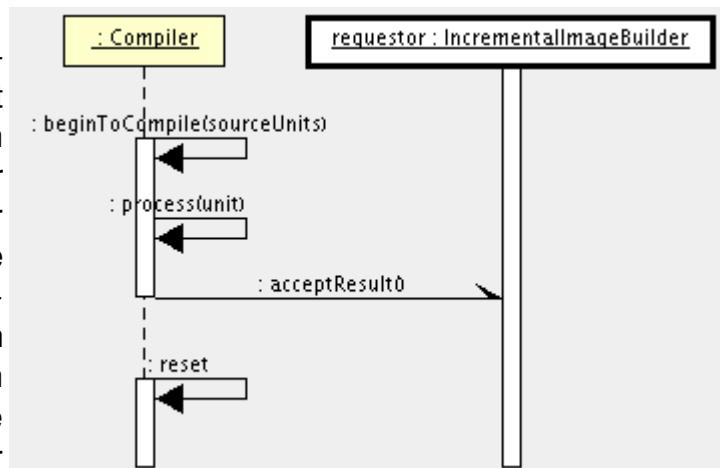 : Compiler
requestor : IncrementalImageBuilder
: beginToCompile(sourceUnits)
: process(unit)
: acceptResult()
: reset